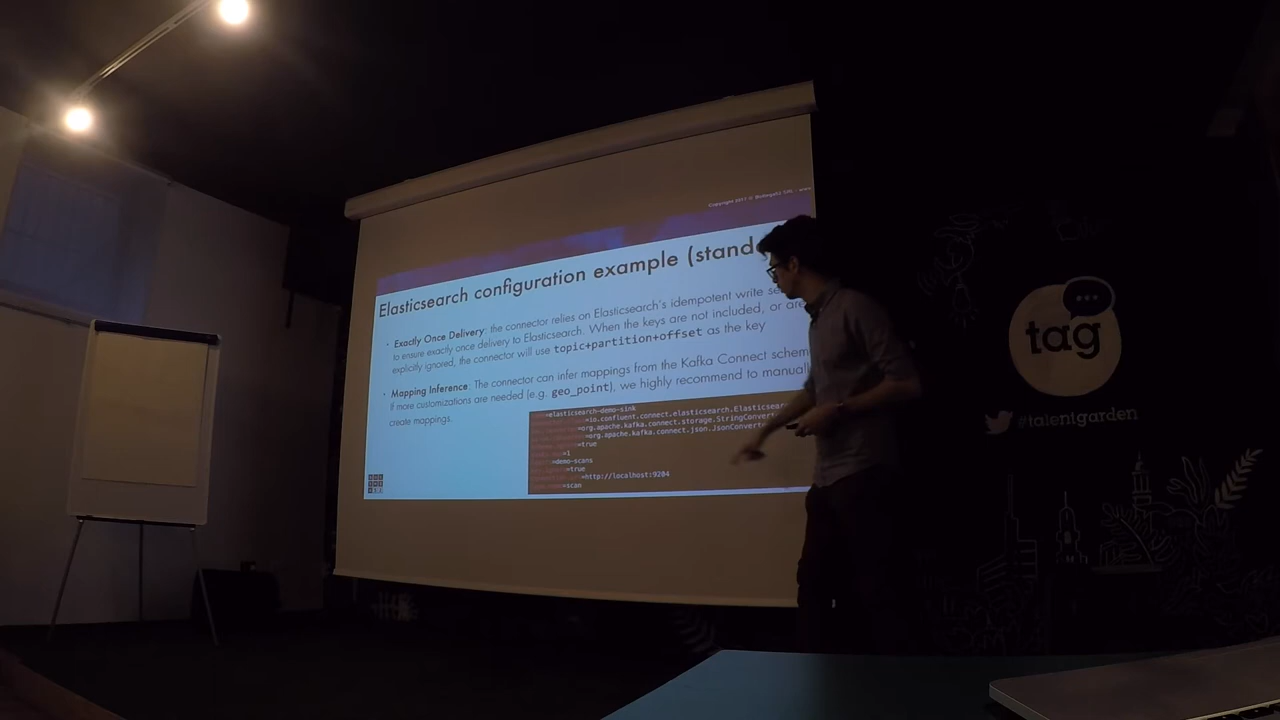 Copyright 2017 ©
Elasticsearch configuration example (stand
· Exactly Once Delivery: the connector relies on Elasticsearch's idempotent write se
to ensure exactly once delivery to Elasticsearch. When the keys are not included, or are
explicitly ignored, the connector will use topic+partition+offset as the key
· Mapping Inference: The connector can infer mappings from the Kafka Connect schem
If more customizations are needed (e.g. geo_point), we highly recommend to manuall
create mappings.
=elasticsearch-demo-sink
=io.confluent.connect.elasticsearch.Elasticsear
=org.apache.kafka.connect.storage.StringConvert
=org.apache.kafka.connect.json.JsonConverte
=true
=1
=demo-scans
=true
=http://localhost:9204
=scan
tag
#talentgarden